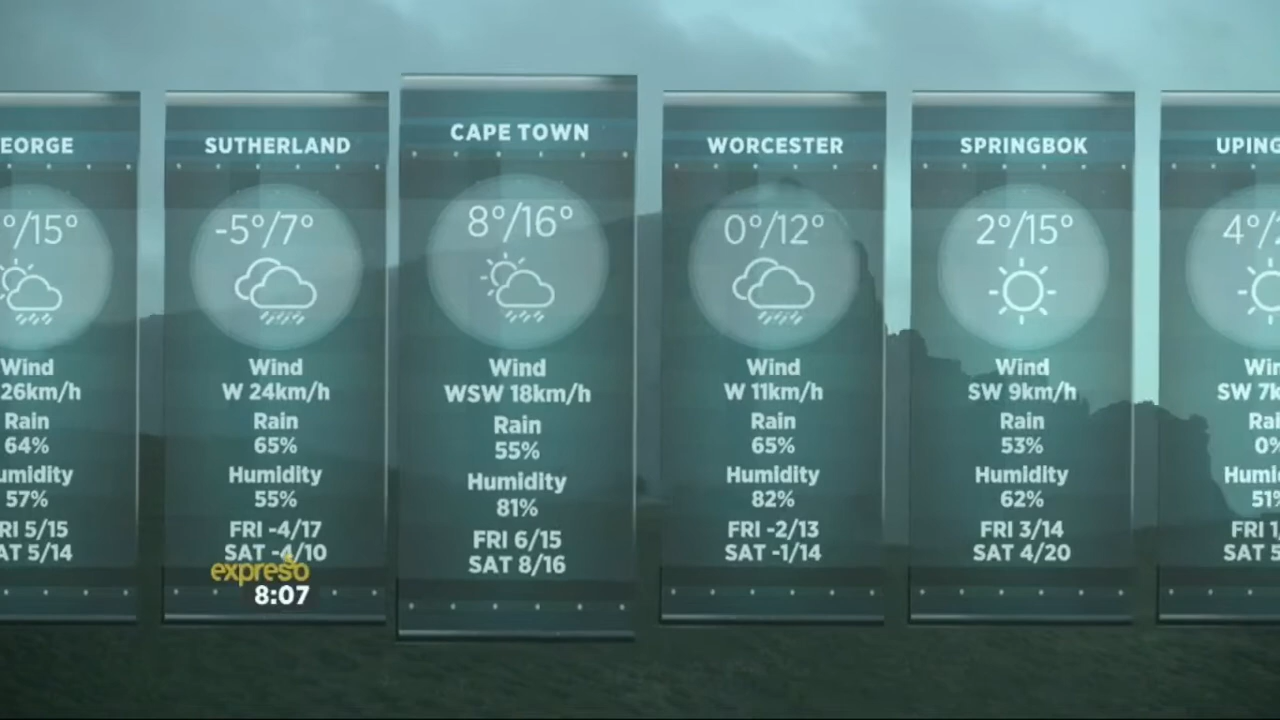 EORGE
°/15°
Wind
26km/h
Rain
64%
umidity
57%
RI 5/15
AT 5/14
SUTHERLAND
-5°/7°
Wind
W 24km/h
Rain
65%
Humidity
55%
FRI -4/17
SAT -4/10
CAPE TOWN
8°/16°
Wind
WSW 18km/h
Rain
55%
Humidity
81%
FRI 6/15
SAT 8/16
WORCESTER
0°/12°
Wind
W 11km/h
Rain
65%
Humidity
82%
FRI -2/13
SAT -1/14
SPRINGBOK
2°/15°
Wind
SW 9km/h
Rain
53%
Humidity
62%
FRI 3/14
SAT 4/20
UPING
4°/
Win
SW 7k
Rai
0%
Humi
51%
FRI 1
SAT 5
expreso
8:07